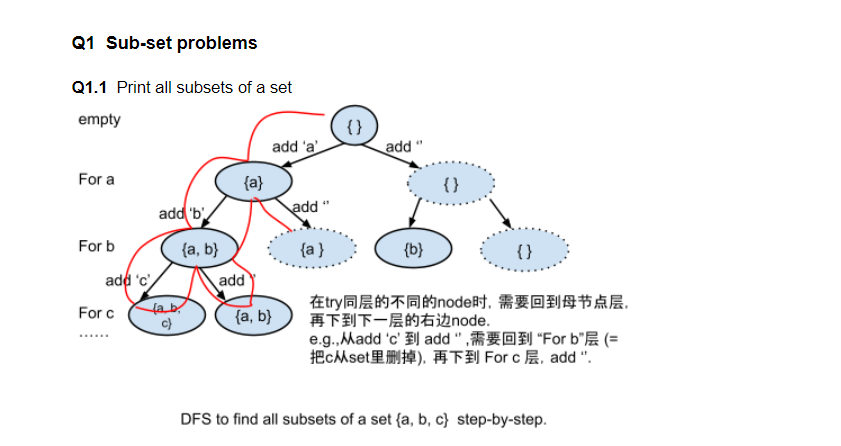 Q1 Sub-set problems
Q1.1 Print all subsets of a set
empty
{ }
add 'a'
add ''
For a
{a}
{ }
add 'b'
add ''
For b
{a, b}
{a }
{b}
{ }
add 'c'
add ''
For c
{a, b,
c}
{a, b}
……
在try同层的不同的node时, 需要回到母节点层,
再下到下一层的右边node.
e.g.,从add 'c' 到 add '' ,需要回到 “For b”层 (=
把c从set里删掉), 再下到 For c 层, add ''.
DFS to find all subsets of a set {a, b, c} step-by-step.